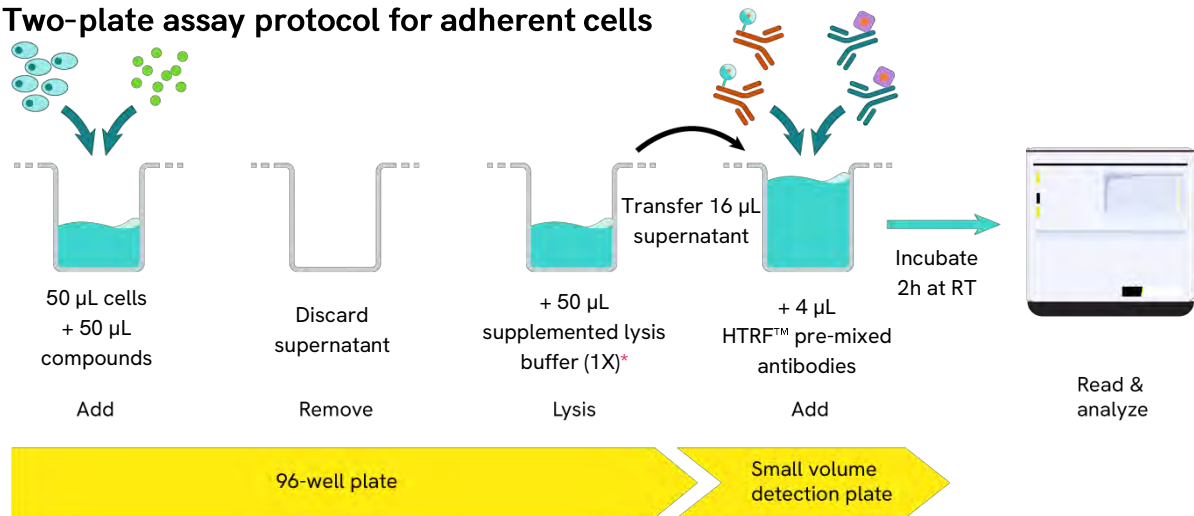 Two-plate assay protocol for adherent cells
50 µL cells
+ 50 µL
compounds
Add
Discard
supernatant
Remove
+ 50 µL
supplemented lysis
buffer (1X)*
Lysis
Transfer 16 µL
supernatant
+ 4 µL
HTRF™ pre-mixed
antibodies
Add
Incubate
2h at RT
Read &
analyze
96-well plate
Small volume
detection plate